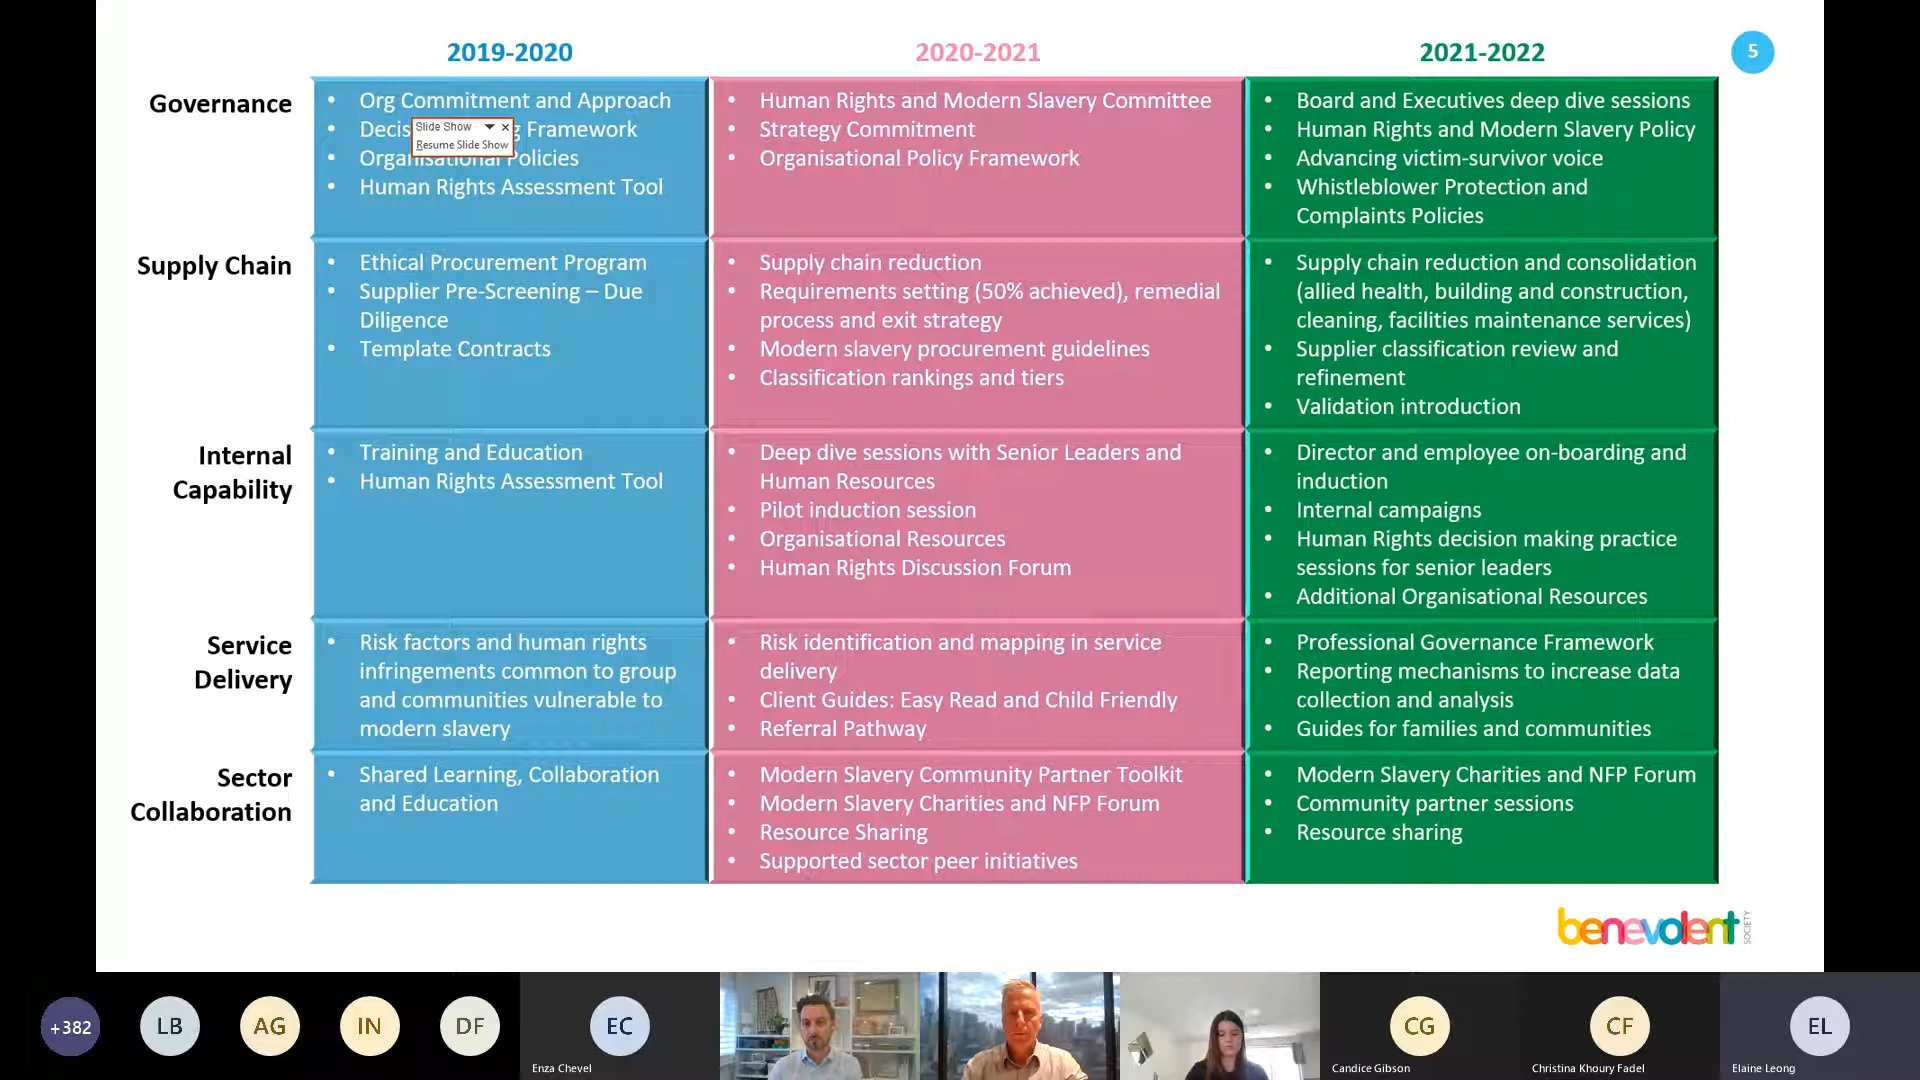 2019-2020
2020-2021
2021-2022
5
Governance
• Org Commitment and Approach
• Decis g Framework
• Organisational Policies
• Human Rights Assessment Tool
Slide Show
Resume Slide Show
• Human Rights and Modern Slavery Committee
• Strategy Commitment
• Organisational Policy Framework
• Board and Executives deep dive sessions
• Human Rights and Modern Slavery Policy
• Advancing victim-survivor voice
• Whistleblower Protection and
Complaints Policies
Supply Chain
• Ethical Procurement Program
• Supplier Pre-Screening – Due
Diligence
• Template Contracts
• Supply chain reduction
• Requirements setting (50% achieved), remedial
process and exit strategy
• Modern slavery procurement guidelines
• Classification rankings and tiers
• Supply chain reduction and consolidation
(allied health, building and construction,
cleaning, facilities maintenance services)
• Supplier classification review and
refinement
• Validation introduction
Internal
Capability
• Training and Education
• Human Rights Assessment Tool
• Deep dive sessions with Senior Leaders and
Human Resources
• Pilot induction session
• Organisational Resources
• Human Rights Discussion Forum
• Director and employee on-boarding and
induction
• Internal campaigns
• Human Rights decision making practice
sessions for senior leaders
• Additional Organisational Resources
Service
Delivery
• Risk factors and human rights
infringements common to group
and communities vulnerable to
modern slavery
• Risk identification and mapping in service
delivery
• Client Guides: Easy Read and Child Friendly
• Referral Pathway
• Professional Governance Framework
• Reporting mechanisms to increase data
collection and analysis
• Guides for families and communities
Sector
Collaboration
• Shared Learning, Collaboration
and Education
• Modern Slavery Community Partner Toolkit
• Modern Slavery Charities and NFP Forum
• Resource Sharing
• Supported sector peer initiatives
• Modern Slavery Charities and NFP Forum
• Community partner sessions
• Resource sharing
benevolent
SOCIETY
+382
LB
AG
IN
DF
EC
Enza Chevel
CG
Candice Gibson
CF
Christina Khoury Fadel
EL
Elaine Leong